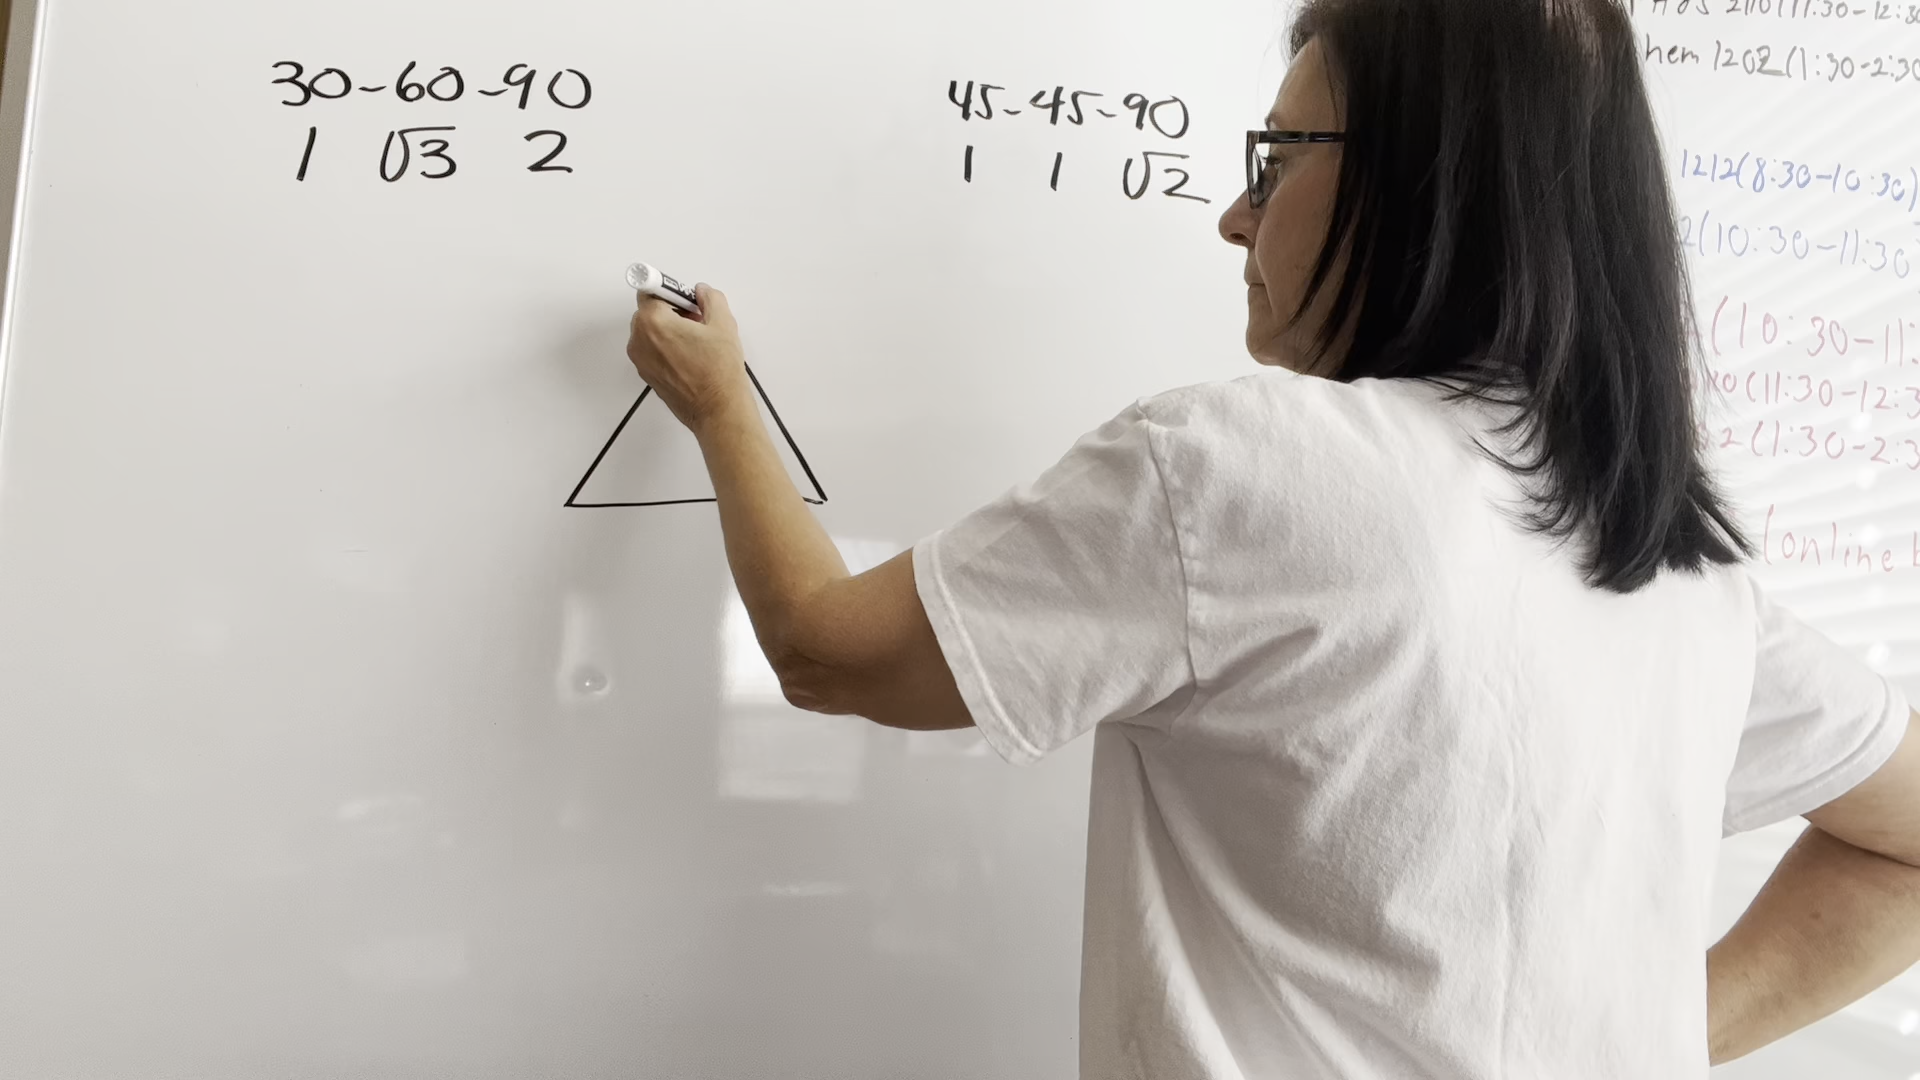 30-60-90
1 √3 2
45-45-90
1 1 √2
2110(11:30-12:30
hem 1202(1:30-2:30
1212(8:30-10:30)
2(10:30-11:30
(10:30-11:
(11:30-12:3
2(1:30-2:3
(online